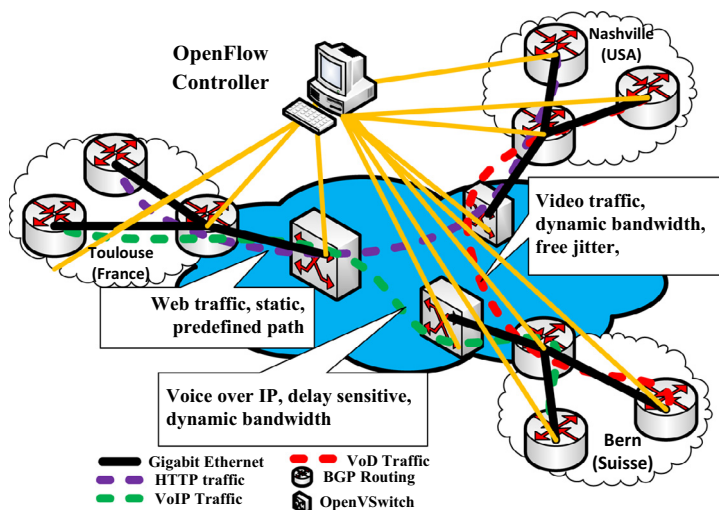 OpenFlow
Controller
Nashville
(USA)
Toulouse
(France)
Video traffic,
dynamic bandwidth,
free jitter,
Web traffic, static,
predefined path
Voice over IP, delay sensitive,
dynamic bandwidth
Bern
(Suisse)
Gigabit Ethernet
HTTP traffic
VoIP Traffic
VoD Traffic
BGP Routing
OpenVSwitch